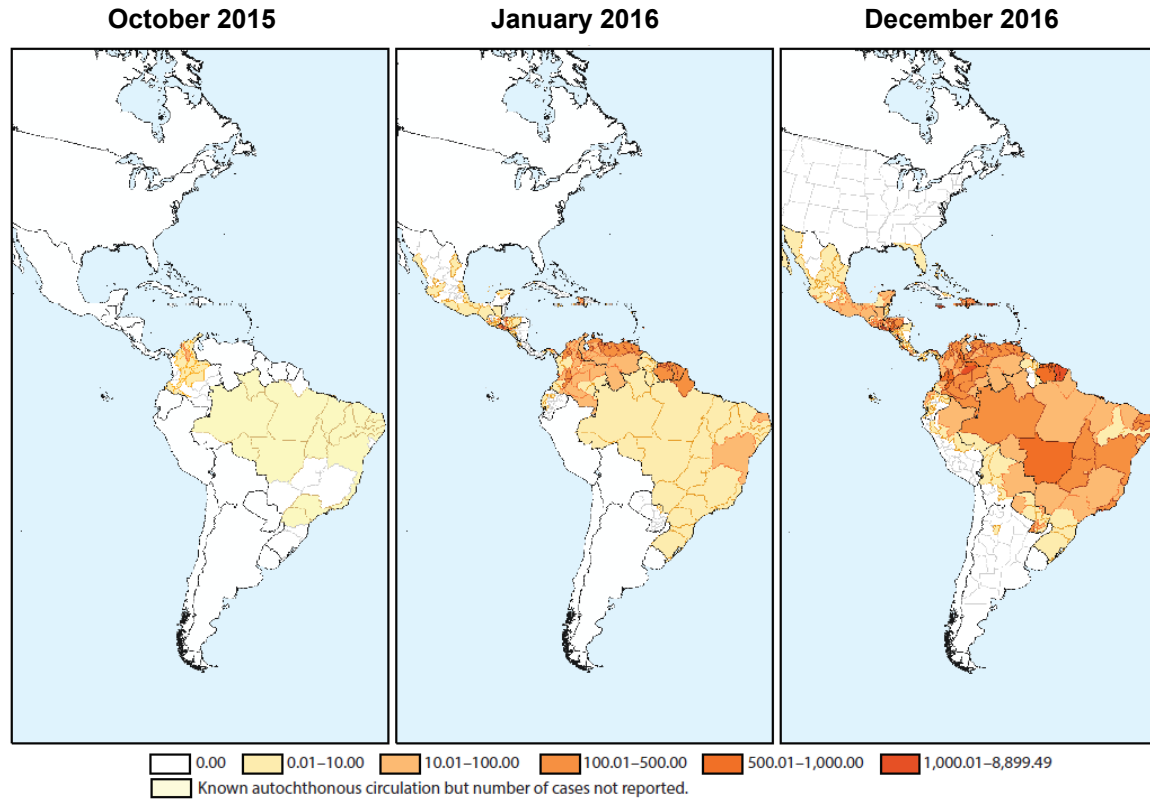 October 2015 January 2016 December 2016
0.00 0.01–10.00 10.01–100.00 100.01–500.00 500.01–1,000.00 1,000.01–8,899.49
Known autochthonous circulation but number of cases not reported.